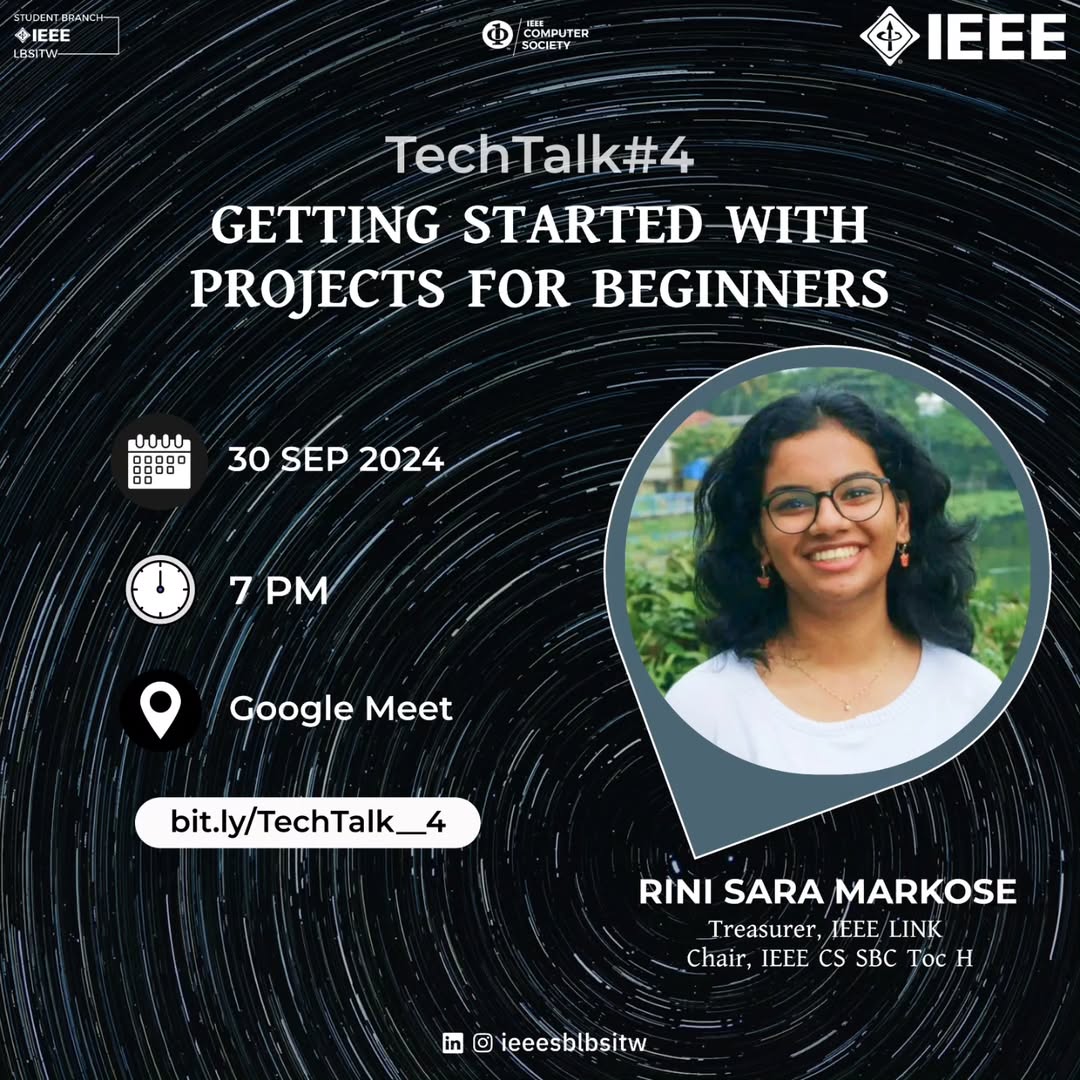 STUDENT BRANCH
IEEE
LBSITW
IEEE
COMPUTER
SOCIETY
IEEE
TechTalk#4
GETTING STARTED WITH
PROJECTS FOR BEGINNERS
30 SEP 2024
7 PM
Google Meet
bit.ly/TechTalk__4
RINI SARA MARKOSE
Treasurer, IEEE LINK
Chair, IEEE CS SBC Toc H
ieeesblbsitw